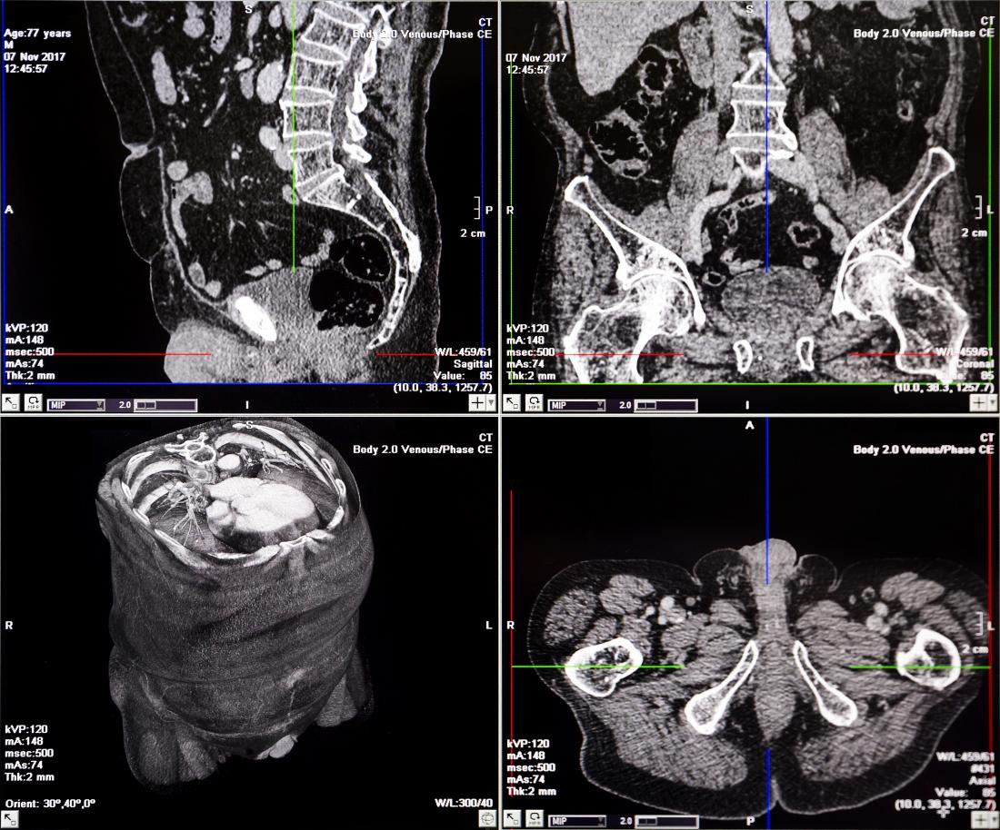 S
CT
Body 2.0 Venous/Phase CE
Age:77 years
M
07 Nov 2017
12:45:57
A
P
2 cm
kVP:120
mA:148
msec:500
mAs:74
Thk:2 mm
W/L:459/61
Sagittal
Value: 85
(10.0, 38.3, 1257.7)
MPR
MIP
2.0
I
S
CT
Body 2.0 Venous/Phase CE
07 Nov 2017
12:45:57
R
L
2 cm
kVP:120
mA:148
msec:500
mAs:74
Thk:2 mm
W/L:459/61
Coronal
Value: 85
(10.0, 38.3, 1257.7)
MPR
MIP
2.0
I
S
CT
Body 2.0 Venous/Phase CE
R
L
kVP:120
mA:148
msec:500
mAs:74
Thk:2 mm
Orient: 30º,40º,0º
W/L:300/40
A
CT
Body 2.0 Venous/Phase CE
R
L
2 cm
kVP:120
mA:148
msec:500
mAs:74
Thk:2 mm
W/L:459/61
#431
Axial
Value: 85
(10.0, 38.3, 1257.7)
MPR
MIP
2.0
P